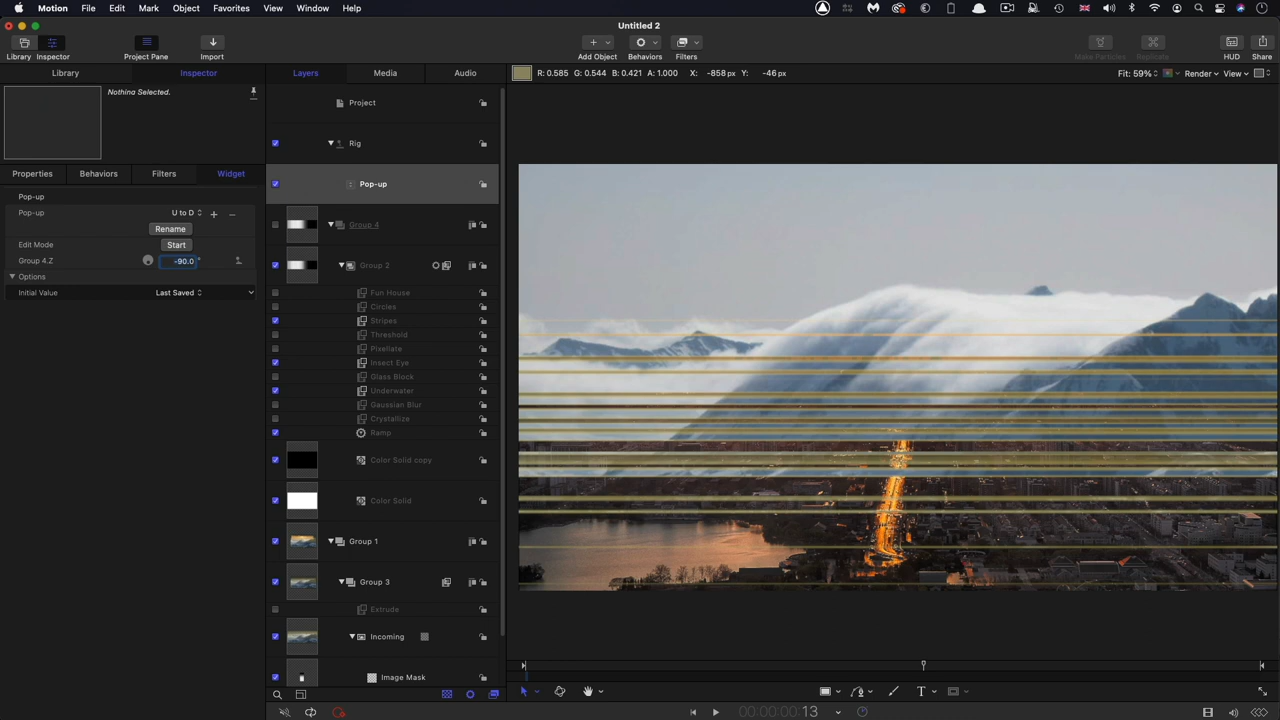 Motion File Edit Mark Object Favorites View Window Help
Untitled 2
Library Inspector Project Pane Import Add Object Behaviors Filters Make Particles Replicate HUD Share
Library Inspector Layers Media Audio R: 0.585 G: 0.544 B: 0.421 A: 1.000 X: -858 px Y: -46 px Fit: 59% Render View
Nothing Selected.
Project
Rig
Properties Behaviors Filters Widget
Pop-up
Pop-up
Pop-up U to D
Rename
Group 4
Edit Mode Start
Group 4.Z -90.0 °
Group 2
Options
Initial Value Last Saved
Fun House
Circles
Stripes
Threshold
Pixellate
Insect Eye
Glass Block
Underwater
Gaussian Blur
Crystallize
Ramp
Color Solid copy
Color Solid
Group 1
Group 3
Extrude
Incoming
Image Mask
T
00:00:00:13